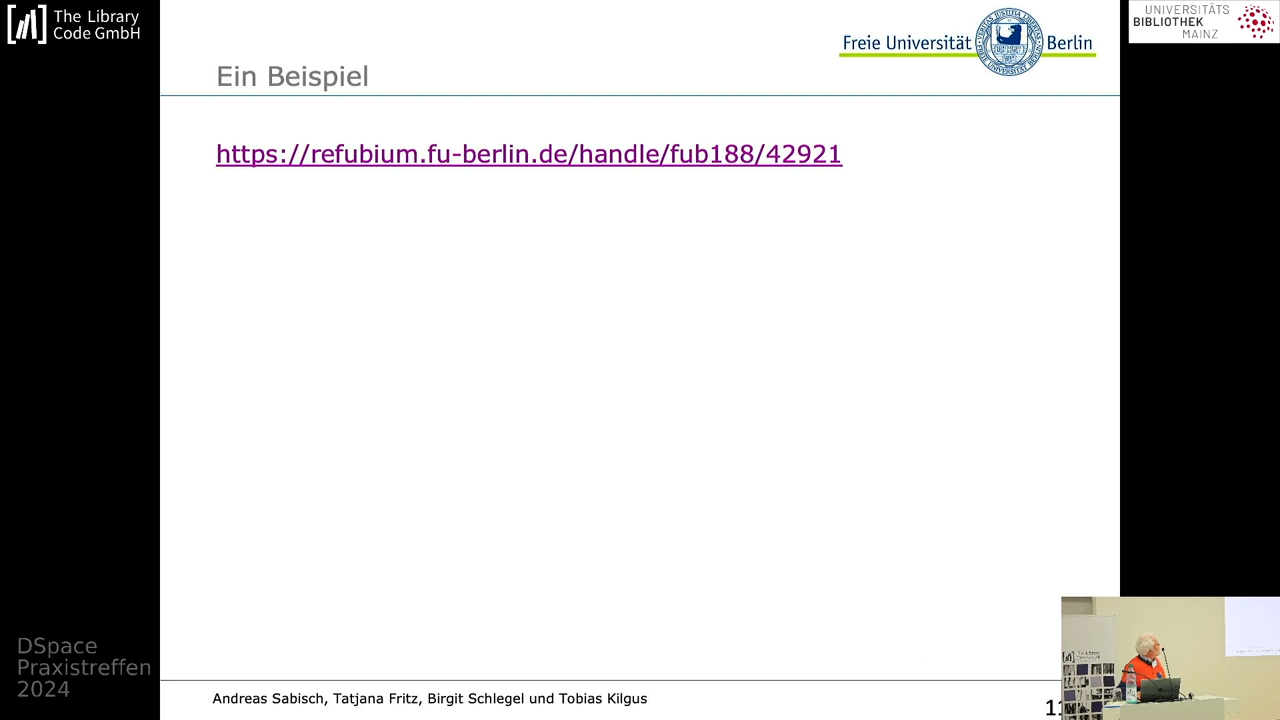 The Library
Code GmbH
Freie Universität Berlin
UNIVERSITÄTS
BIBLIOTHEK
MAINZ
Ein Beispiel
https://refubium.fu-berlin.de/handle/fub188/42921
DSpace
Praxistreffen
2024
Andreas Sabisch, Tatjana Fritz, Birgit Schlegel und Tobias Kilgus